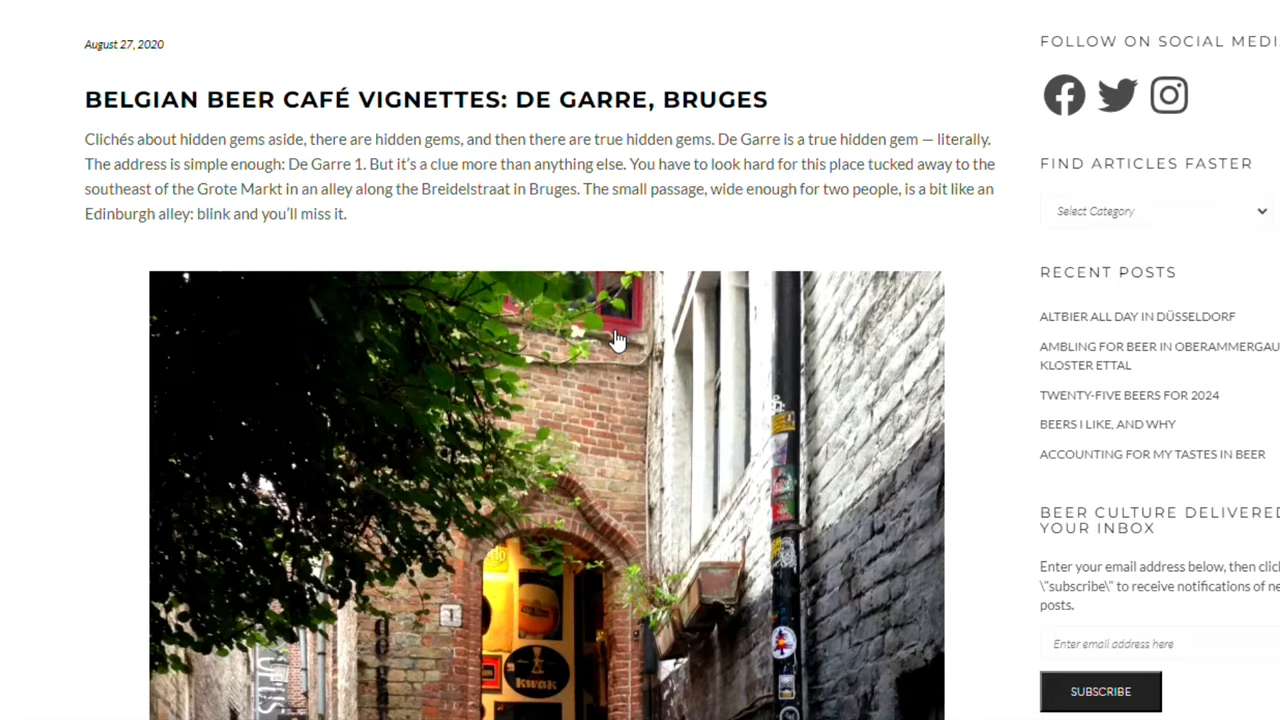 August 27, 2020
BELGIAN BEER CAFÉ VIGNETTES: DE GARRE, BRUGES
Clichés about hidden gems aside, there are hidden gems, and then there are true hidden gems. De Garre is a true hidden gem — literally.
The address is simple enough: De Garre 1. But it's a clue more than anything else. You have to look hard for this place tucked away to the
southeast of the Grote Markt in an alley along the Breidelstraat in Bruges. The small passage, wide enough for two people, is a bit like an
Edinburgh alley: blink and you'll miss it.
1
kwak
FOLLOW ON SOCIAL MEDI
FIND ARTICLES FASTER
Select Category
RECENT POSTS
ALTBIER ALL DAY IN DÜSSELDORF
AMBLING FOR BEER IN OBERAMMERGAU
KLOSTER ETTAL
TWENTY-FIVE BEERS FOR 2024
BEERS I LIKE, AND WHY
ACCOUNTING FOR MY TASTES IN BEER
BEER CULTURE DELIVERED
YOUR INBOX
Enter your email address below, then clic
\"subscribe\" to receive notifications of ne
posts.
Enter email address here
SUBSCRIBE